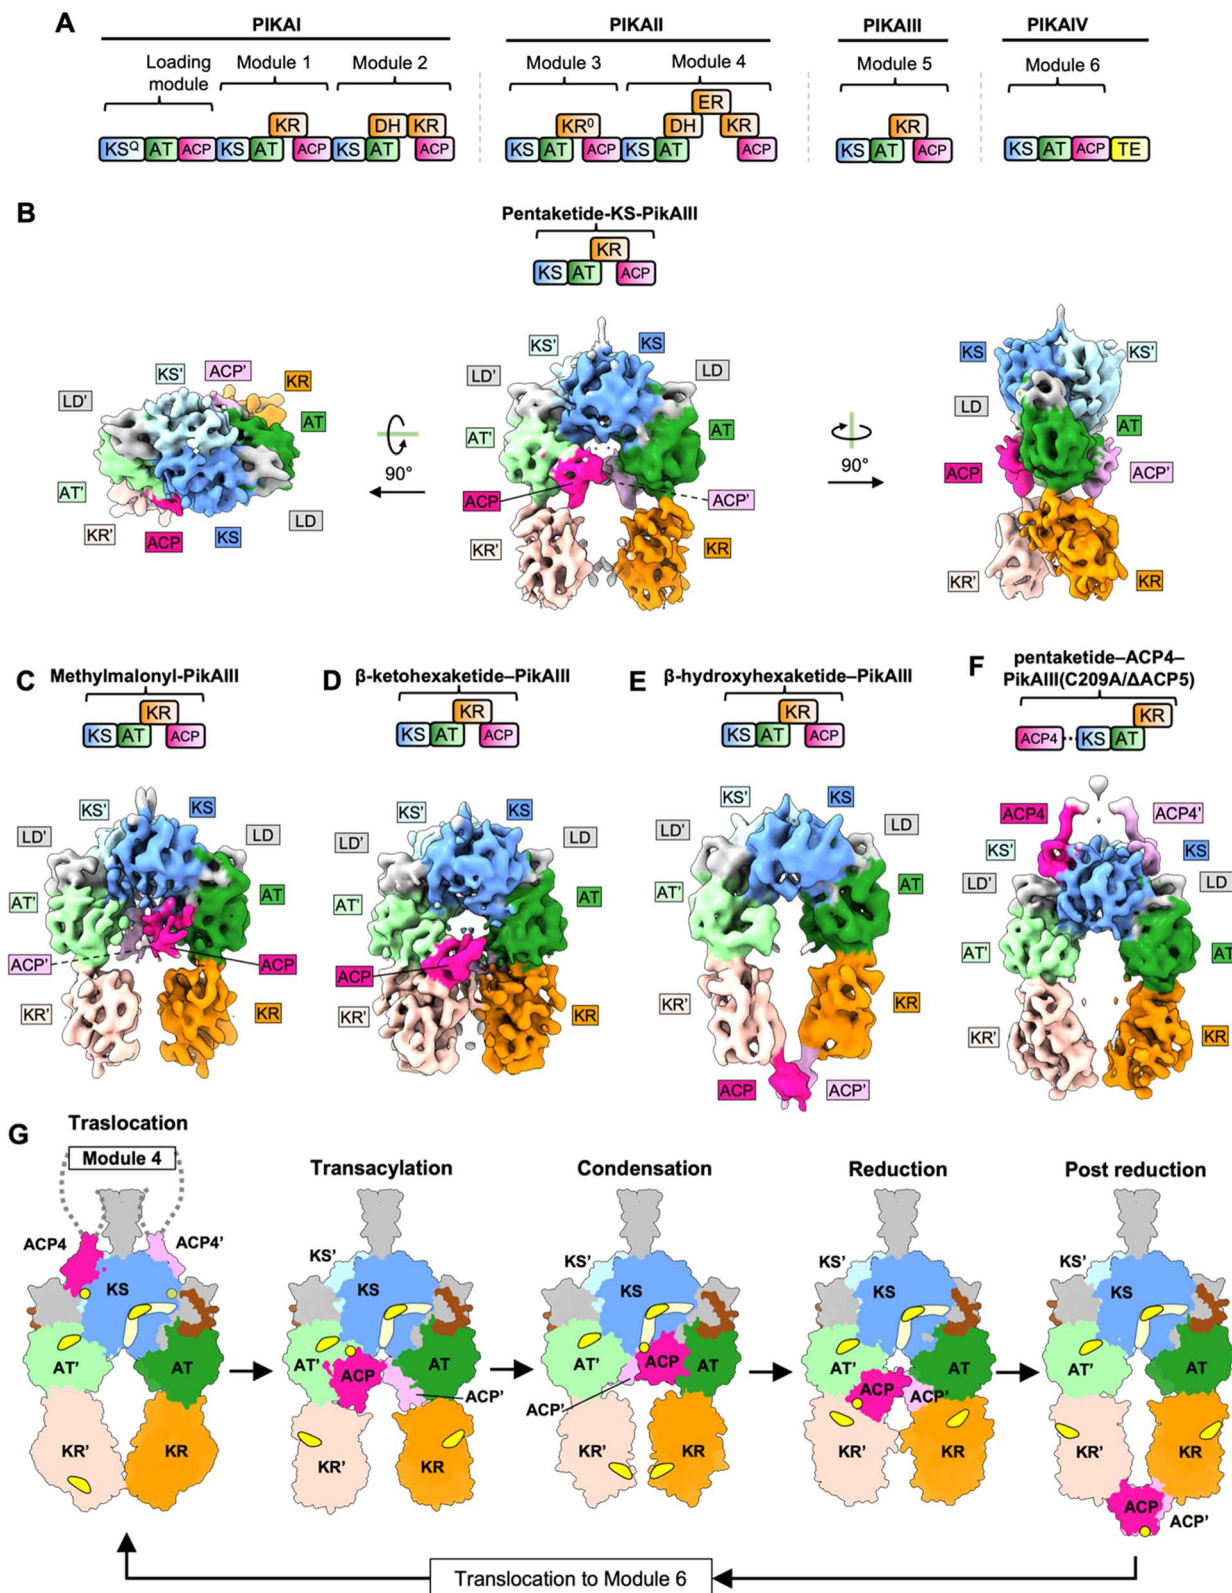 A
PIKAI
PIKAII
PIKAIII
PIKAIV
Loading
module
Module 1
Module 2
Module 3
Module 4
Module 5
Module 6
ER
KR
DH
KR
KR⁰
DH
KR
KR
KSQ
AT
ACP
KS
AT
ACP
KS
AT
ACP
KS
AT
ACP
KS
AT
ACP
KS
AT
ACP
KS
AT
ACP
TE
B
Pentaketide-KS-PikAIII
KR
KS
AT
ACP
KS'
ACP'
KR
LD'
AT
AT'
KR'
ACP
KS
LD
90°
KS'
KS
LD'
LD
AT'
AT
ACP
ACP'
KR'
KR
90°
KS
KS'
LD
AT
ACP
ACP'
KR'
KR
C
Methylmalonyl-PikAIII
KR
KS
AT
ACP
KS'
KS
LD'
LD
AT'
AT
ACP'
ACP
KR'
KR
D
β-ketohexaketide–PikAIII
KR
KS
AT
ACP
KS'
KS
LD'
LD
AT'
AT
ACP
KR'
KR
E
β-hydroxyhexaketide–PikAIII
KR
KS
AT
ACP
KS'
KS
LD'
LD
AT'
AT
KR'
KR
ACP
ACP'
F
pentaketide–ACP4–
PikAIII(C209A/ΔACP5)
KR
ACP4
KS
AT
ACP4
ACP4'
KS'
KS
LD'
LD
AT'
AT
KR'
KR
G
Traslocation
Module 4
ACP4
ACP4'
KS
AT'
AT
KR'
KR
Transacylation
KS'
KS
AT'
ACP
AT
ACP'
KR'
KR
Condensation
KS'
KS
AT'
ACP
AT
ACP'
KR'
KR
Reduction
KS'
KS
AT'
AT
ACP
ACP'
KR'
KR
Post reduction
KS'
KS
AT'
AT
KR'
KR
ACP
ACP'
Translocation to Module 6